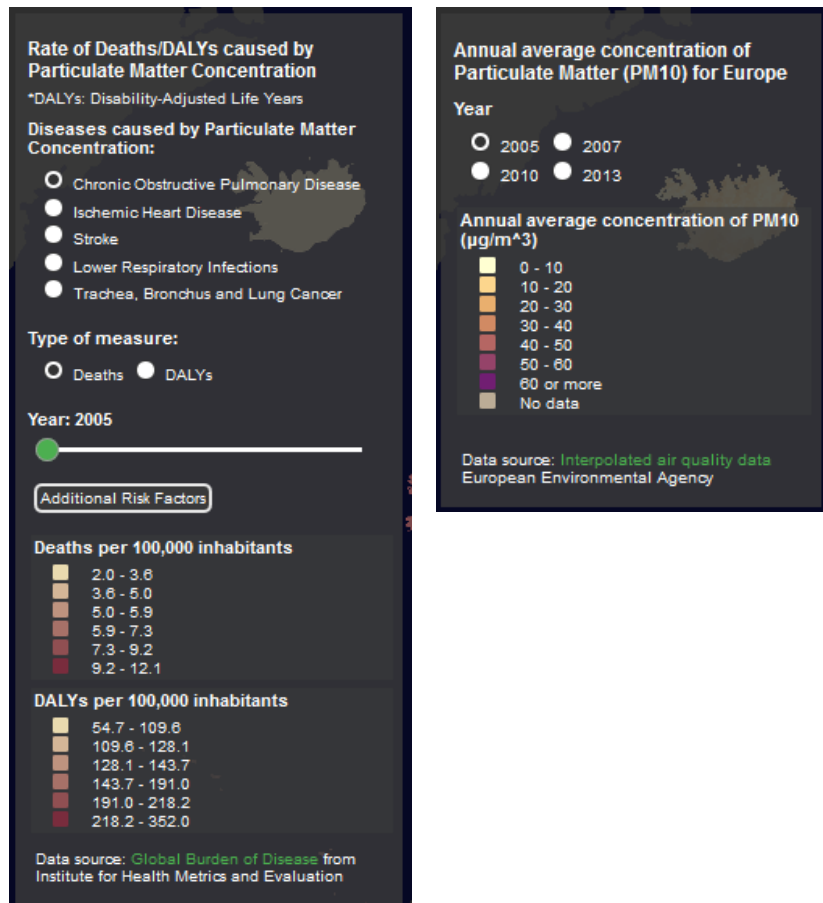 Rate of Deaths/DALYs caused by
Particulate Matter Concentration
*DALYs: Disability-Adjusted Life Years
Diseases caused by Particulate Matter
Concentration:
Chronic Obstructive Pulmonary Disease
Ischemic Heart Disease
Stroke
Lower Respiratory Infections
Trachea, Bronchus and Lung Cancer
Type of measure:
Deaths DALYs
Year: 2005
Additional Risk Factors
Deaths per 100,000 inhabitants
2.0 - 3.6
3.6 - 5.0
5.0 - 5.9
5.9 - 7.3
7.3 - 9.2
9.2 - 12.1
DALYs per 100,000 inhabitants
54.7 - 109.6
109.6 - 128.1
128.1 - 143.7
143.7 - 191.0
191.0 - 218.2
218.2 - 352.0
Data source: Global Burden of Disease from
Institute for Health Metrics and Evaluation
Annual average concentration of
Particulate Matter (PM10) for Europe
Year
2005 2007
2010 2013
Annual average concentration of PM10
(µg/m^3)
0 - 10
10 - 20
20 - 30
30 - 40
40 - 50
50 - 60
60 or more
No data
Data source: Interpolated air quality data
European Environmental Agency